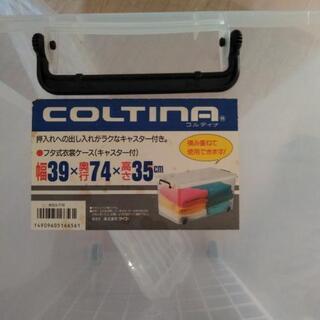 COLTINA®
コルティナ
押入れへの出し入れがラクなキャスター付き。
●フタ式衣裳ケース(キャスター付)
幅39×奥行74×高さ35cm
積み重ねて
使用できます!
T4909605166561